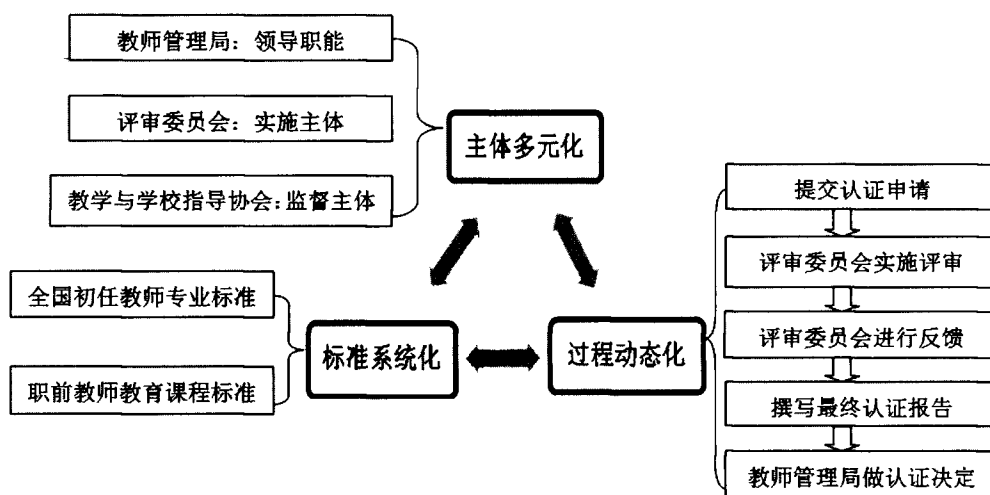 教师管理局：领导职能
评审委员会：实施主体
教学与学校指导协会：监督主体
主体多元化
全国初任教师专业标准
职前教师教育课程标准
标准系统化
过程动态化
提交认证申请
评审委员会实施评审
评审委员会进行反馈
撰写最终认证报告
教师管理局做认证决定